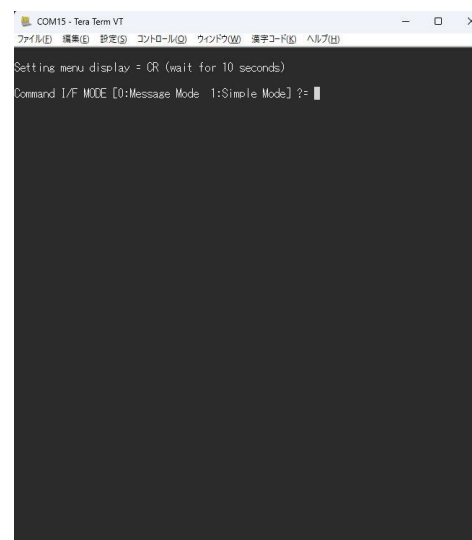 COM15 - Tera Term VT
ファイル(F) 編集(E) 設定(S) コントロール(O) ウィンドウ(W) 漢字コード(K) ヘルプ(H)
Setting menu display = CR (wait for 10 seconds)
Command I/F MODE [0:Message Mode 1:Simple Mode] ?=